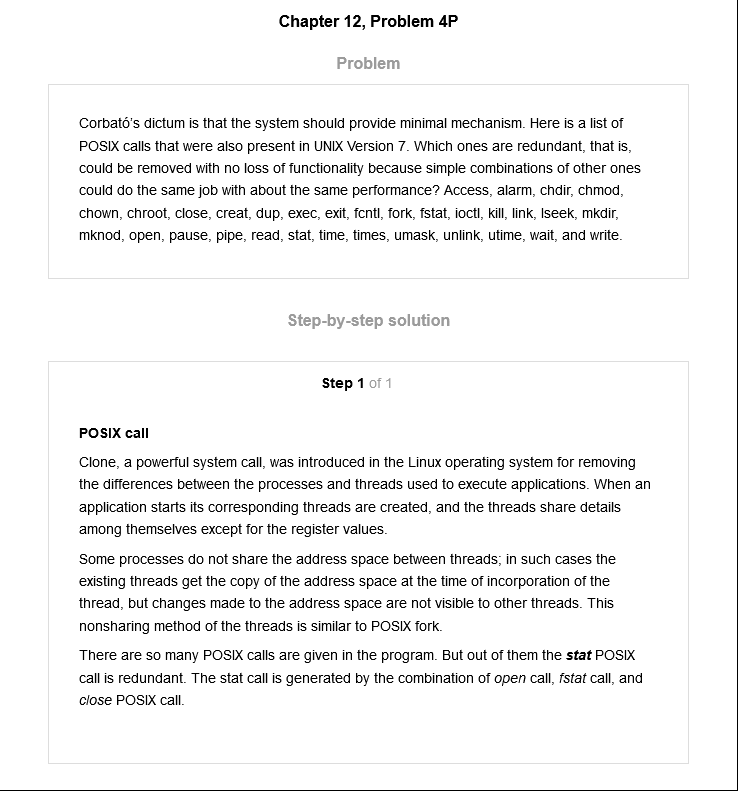 Chapter 12, Problem 4P
Problem
Corbató's dictum is that the system should provide minimal mechanism. Here is a list of
POSIX calls that were also present in UNIX Version 7. Which ones are redundant, that is,
could be removed with no loss of functionality because simple combinations of other ones
could do the same job with about the same performance? Access, alarm, chdir, chmod,
chown, chroot, close, creat, dup, exec, exit, fcntl, fork, fstat, ioctl, kill, link, lseek, mkdir,
mknod, open, pause, pipe, read, stat, time, times, umask, unlink, utime, wait, and write.
Step-by-step solution
Step 1 of 1
POSIX call
Clone, a powerful system call, was introduced in the Linux operating system for removing
the differences between the processes and threads used to execute applications. When an
application starts its corresponding threads are created, and the threads share details
among themselves except for the register values.
Some processes do not share the address space between threads; in such cases the
existing threads get the copy of the address space at the time of incorporation of the
thread, but changes made to the address space are not visible to other threads. This
nonsharing method of the threads is similar to POSIX fork.
There are so many POSIX calls are given in the program. But out of them the stat POSIX
call is redundant. The stat call is generated by the combination of open call, fstat call, and
close POSIX call.